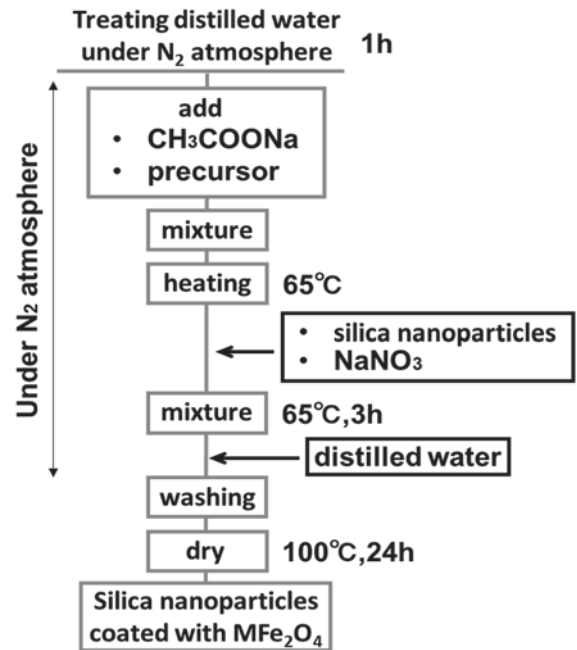 Treating distilled water
under N₂ atmosphere
1h
Under N₂ atmosphere
add
• CH₃COONa
• precursor
mixture
heating
65℃
• silica nanoparticles
• NaNO₃
mixture
65℃,3h
distilled water
washing
dry
100℃,24h
Silica nanoparticles
coated with MFe₂O₄